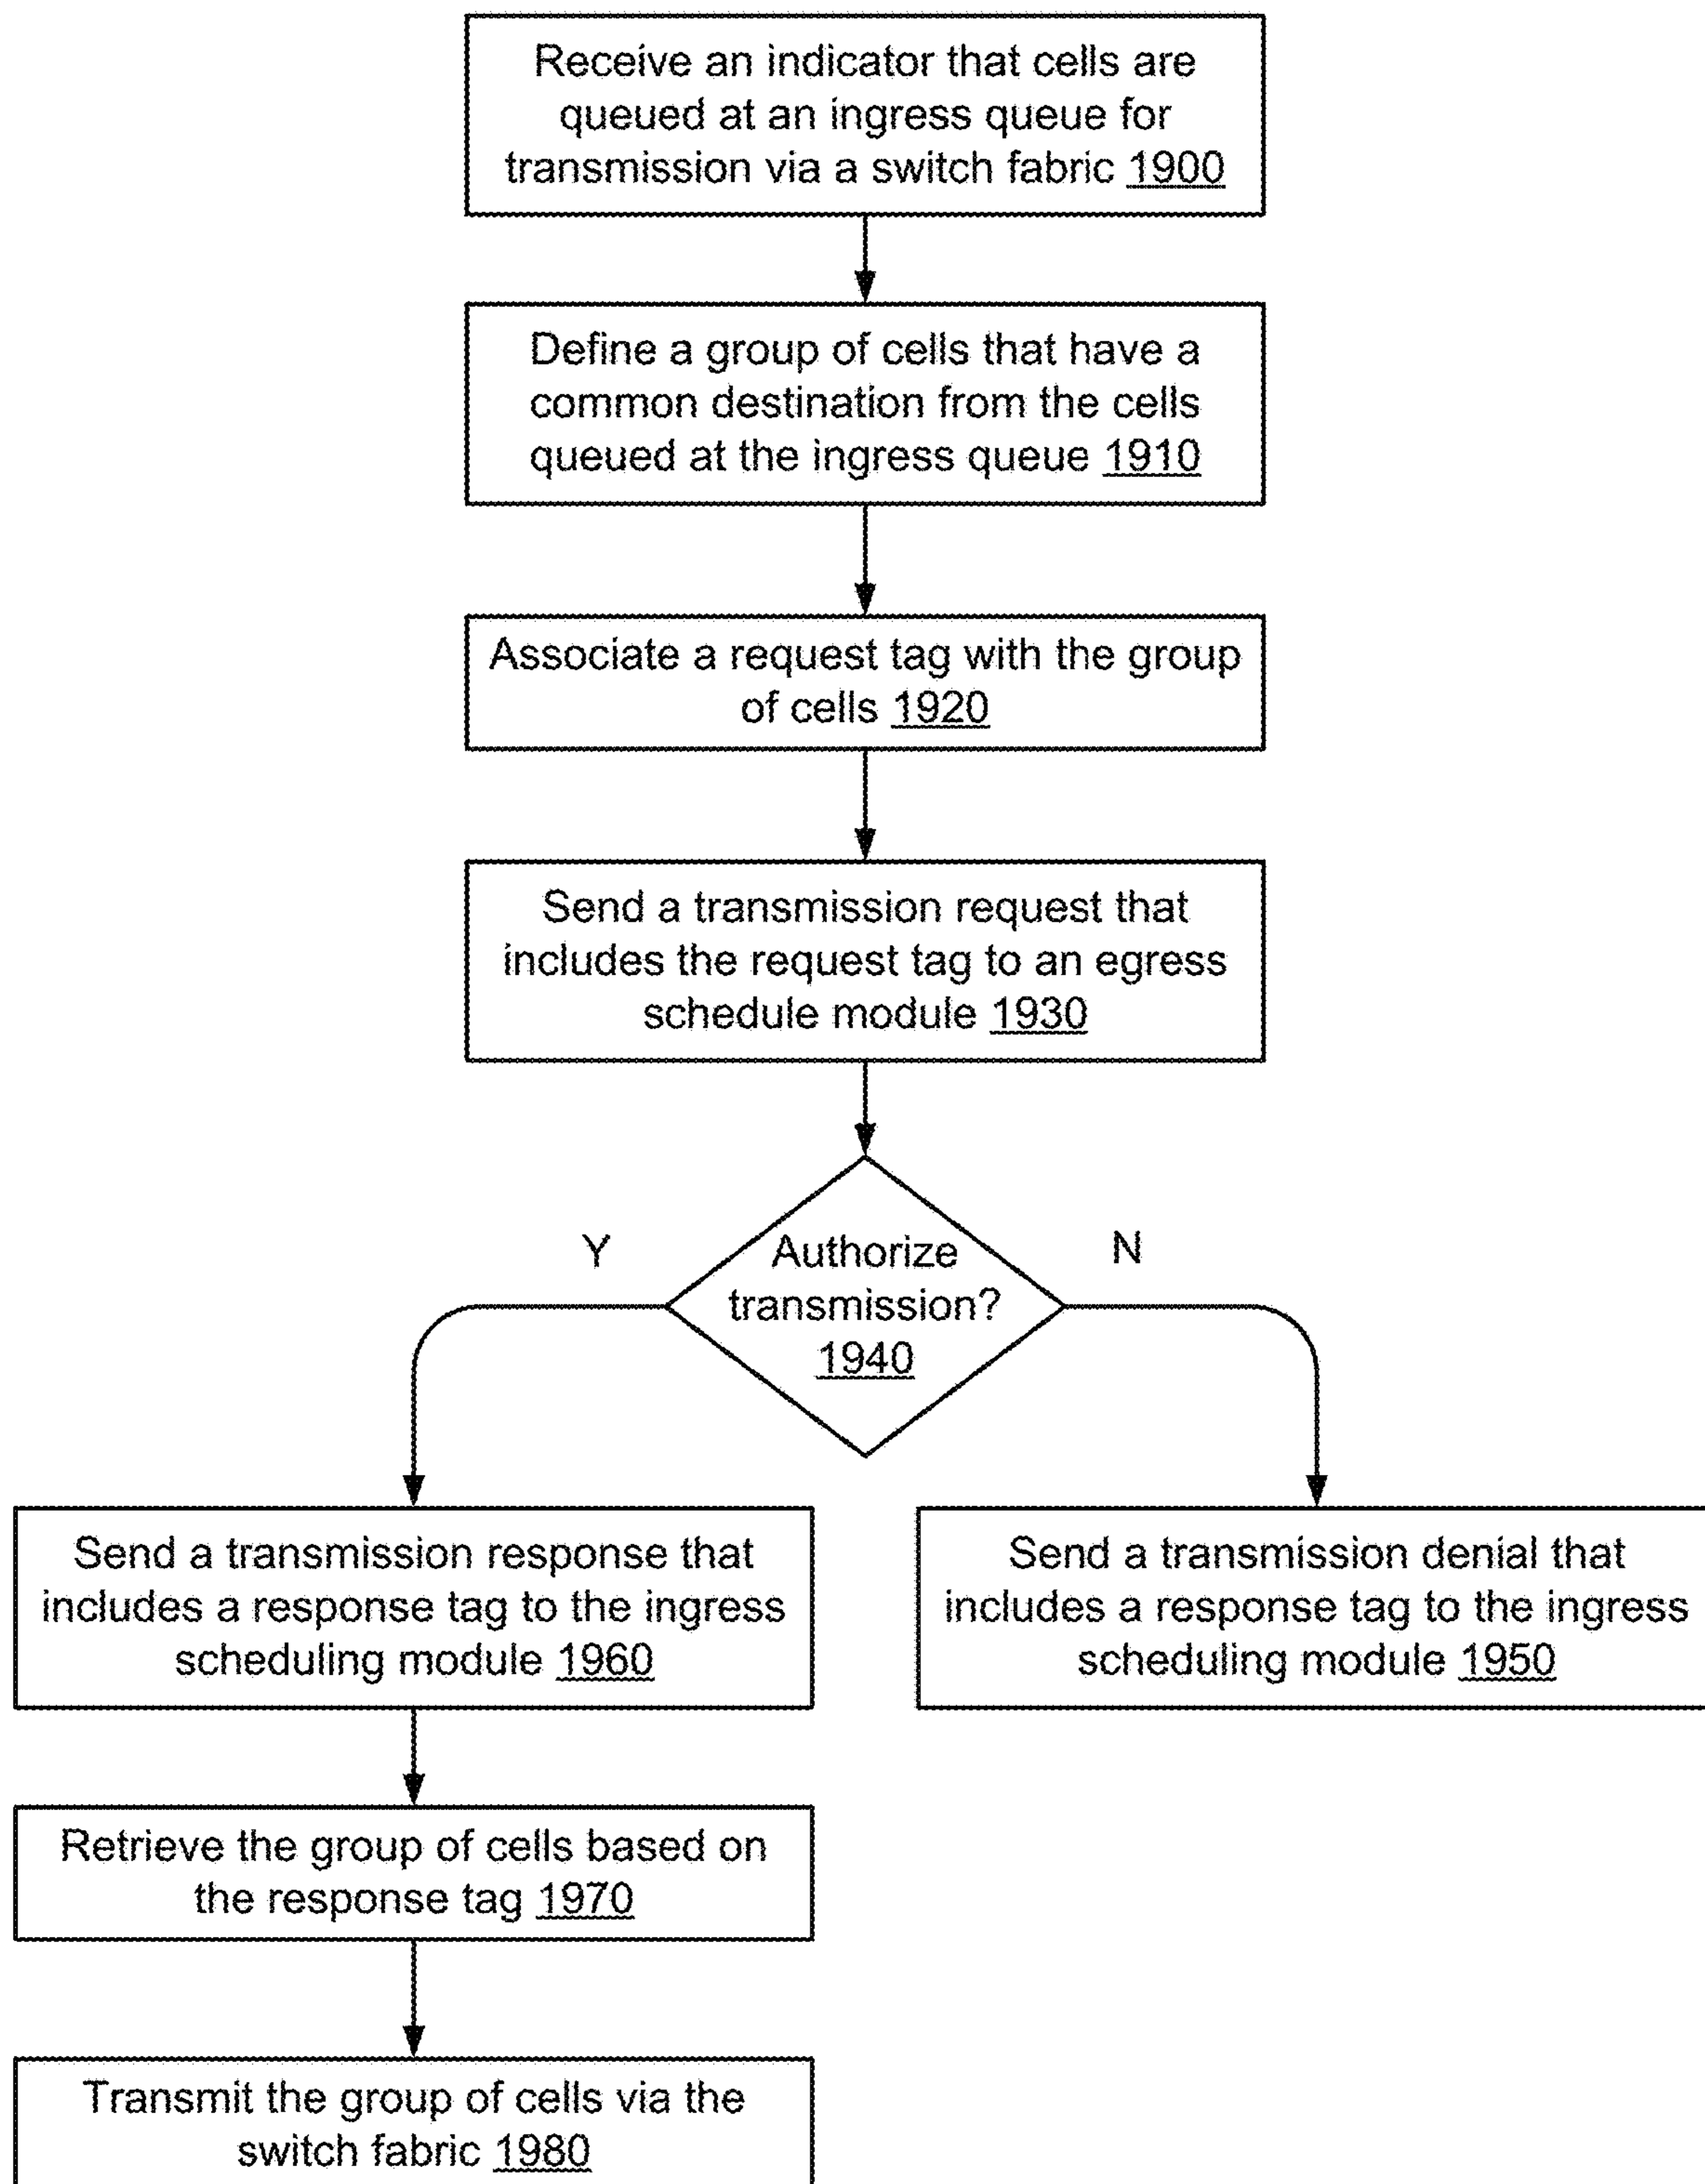 Receive an indicator that cells are
queued at an ingress queue for
transmission via a switch fabric 1900
Define a group of cells that have a
common destination from the cells
queued at the ingress queue 1910
Associate a request tag with the group
of cells 1920
Send a transmission request that
includes the request tag to an egress
schedule module 1930
Authorize
transmission?
1940
Y
N
Send a transmission response that
includes a response tag to the ingress
scheduling module 1960
Send a transmission denial that
includes a response tag to the ingress
scheduling module 1950
Retrieve the group of cells based on
the response tag 1970
Transmit the group of cells via the
switch fabric 1980